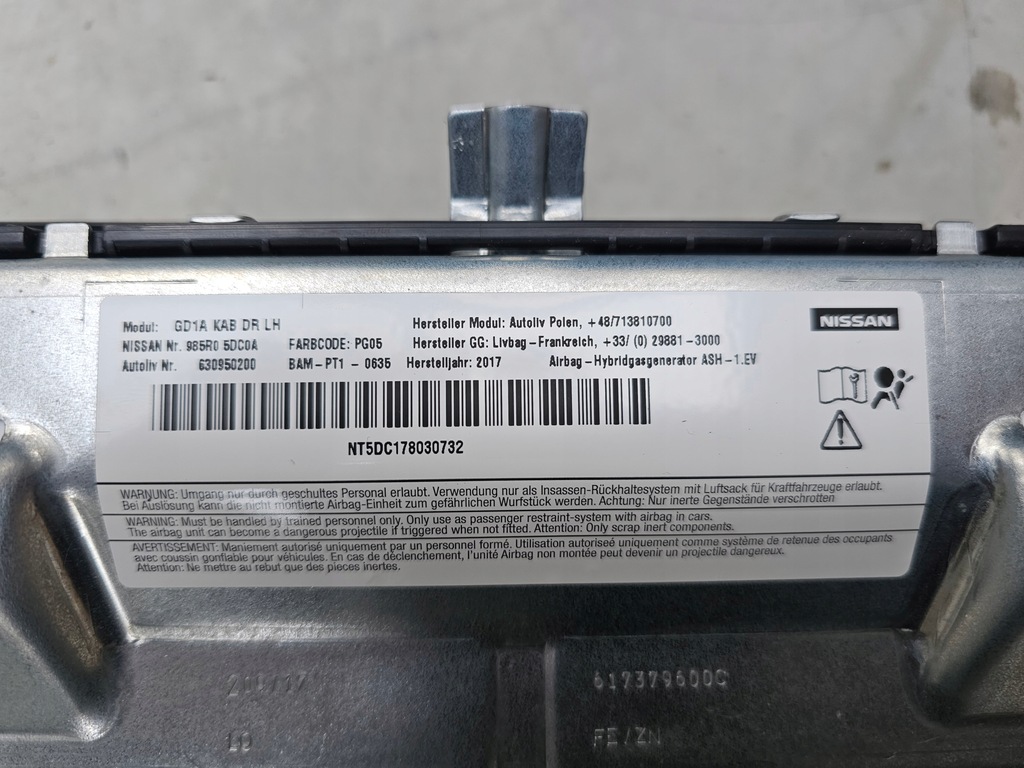 Modul: GD1A KAB DR LH
Hersteller Modul: Autoliv Polen, +48/713810700
NISSAN
NISSAN Nr. 985R0 5DC0A FARBCODE: PG05 Hersteller GG: Livbag-Frankreich, +33/ (0) 29881-3000
Autoliv Nr. 630950200 BAM-PT1 - 0635 Herstelljahr: 2017 Airbag-Hybridgasgenerator ASH-1.EV
NT5DC178030732
WARNUNG: Umgang nur durch geschultes Personal erlaubt. Verwendung nur als Insassen-Rückhaltesystem mit Luftsack für Kraftfahrzeuge erlaubt.
Bei Auslösung kann die nicht montierte Airbag-Einheit zum gefährlichen Wurfstück werden. Achtung: Nur inerte Gegenstände verschrotten
WARNING: Must be handled by trained personnel only. Only use as passenger restraint-system with airbag in cars.
The airbag unit can become a dangerous projectile if triggered when not fitted. Attention: Only scrap inert components.
AVERTISSEMENT: Maniement autorisé uniquement par un personnel formé. Utilisation autoriseé uniquement comme système de retenue des occupants
avec coussin gonflable pour véhicules. En cas de déclenchement, l'unité Airbag non montée peut devenir un projectile dangereux.
Attention: Ne mettre au rebut que des pieces inertes.
617379600C
LO
FE/ZN